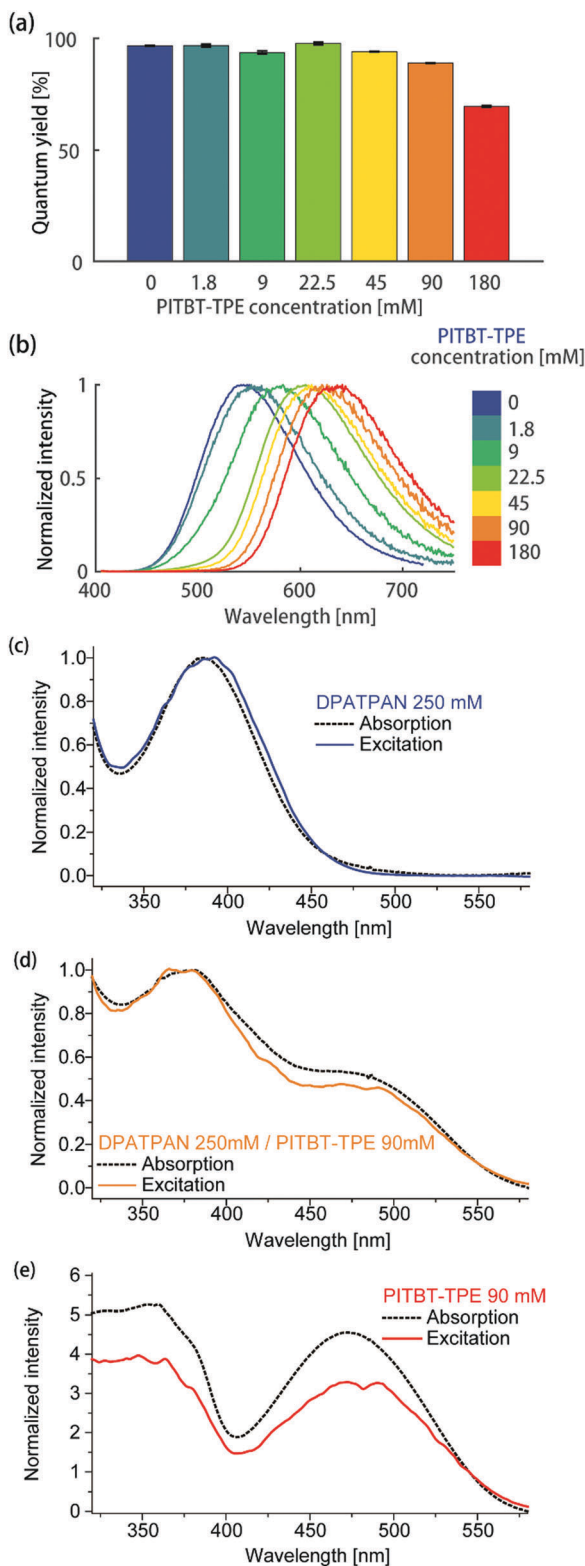 (a)
Quantum yield [%]
100
50
0
0 1.8 9 22.5 45 90 180
PITBT-TPE concentration [mM]
(b)
PITBT-TPE
concentration [mM]
Normalized intensity
1
0.5
0
400 500 600 700
Wavelength [nm]
0
1.8
9
22.5
45
90
180
(c)
Normalized intensity
1.0
0.8
0.6
0.4
0.2
0.0
DPATPAN 250 mM
Absorption
Excitation
350 400 450 500 550
Wavelength [nm]
(d)
Normalized intensity
1.0
0.8
0.6
0.4
0.2
0.0
DPATPAN 250mM / PITBT-TPE 90mM
Absorption
Excitation
350 400 450 500 550
Wavelength [nm]
(e)
Normalized intensity
6
5
4
3
2
1
0
PITBT-TPE 90 mM
Absorption
Excitation
350 400 450 500 550
Wavelength [nm]